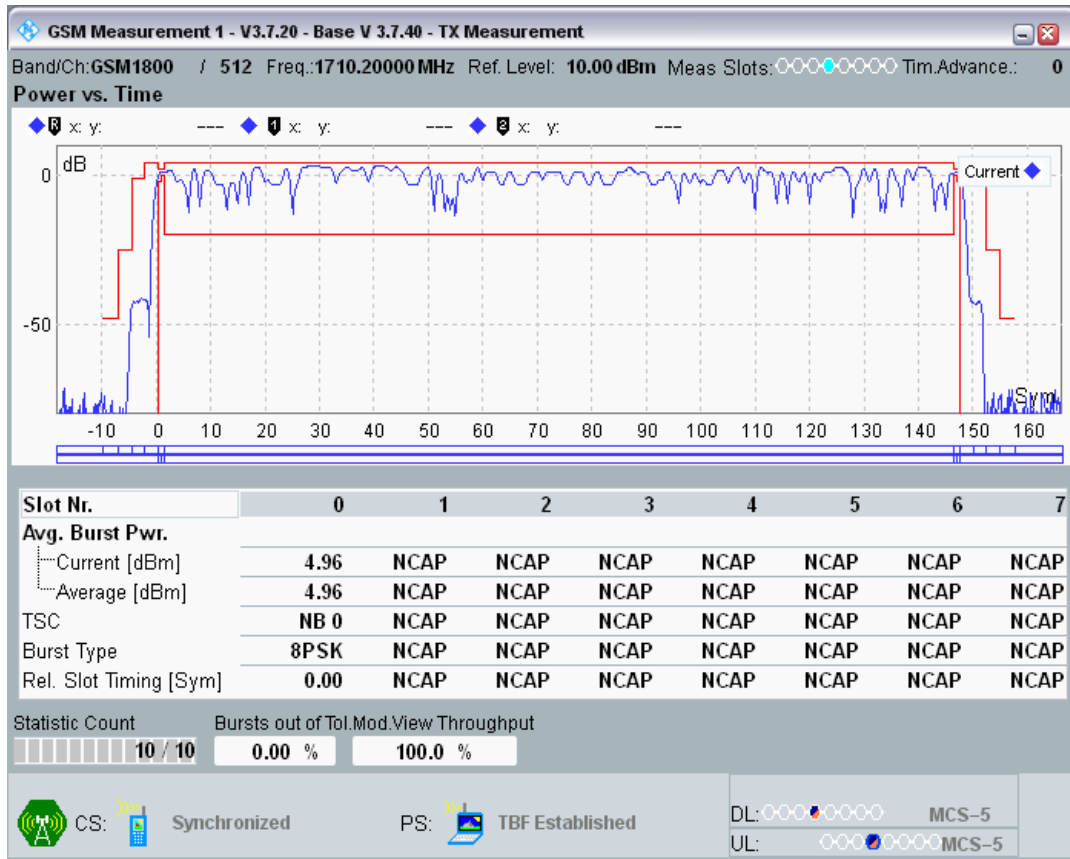 GSM Measurement 1 - V3.7.20 - Base V 3.7.40 - TX Measurement
Band/Ch:GSM1800 / 512 Freq.:1710.20000 MHz Ref. Level: 10.00 dBm Meas Slots: Tim.Advance.: 0
Power vs. Time
R x: y: --- 1 x: y: --- 2 x: y: ---
dB
Current
0
-50
Sym
-10 0 10 20 30 40 50 60 70 80 90 100 110 120 130 140 150 160
Slot Nr. 0 1 2 3 4 5 6 7
Avg. Burst Pwr.
Current [dBm] 4.96 NCAP NCAP NCAP NCAP NCAP NCAP NCAP
Average [dBm] 4.96 NCAP NCAP NCAP NCAP NCAP NCAP NCAP
TSC NB 0 NCAP NCAP NCAP NCAP NCAP NCAP NCAP
Burst Type 8PSK NCAP NCAP NCAP NCAP NCAP NCAP NCAP
Rel. Slot Timing [Sym] 0.00 NCAP NCAP NCAP NCAP NCAP NCAP NCAP
Statistic Count Bursts out of Tol.Mod.View Throughput
10 / 10 0.00 % 100.0 %
CS: Synchronized PS: TBF Established
DL: MCS-5
UL: MCS-5